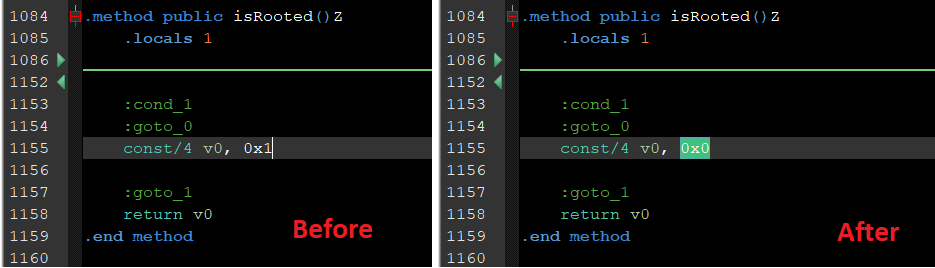 1084 .method public isRooted()Z
1085 .locals 1
1086
1152
1153 :cond_1
1154 :goto_0
1155 const/4 v0, 0x1
1156
1157 :goto_1
1158 return v0
1159 .end method
1160
Before
1084 .method public isRooted()Z
1085 .locals 1
1086
1152
1153 :cond_1
1154 :goto_0
1155 const/4 v0, 0x0
1156
1157 :goto_1
1158 return v0
1159 .end method
1160
After